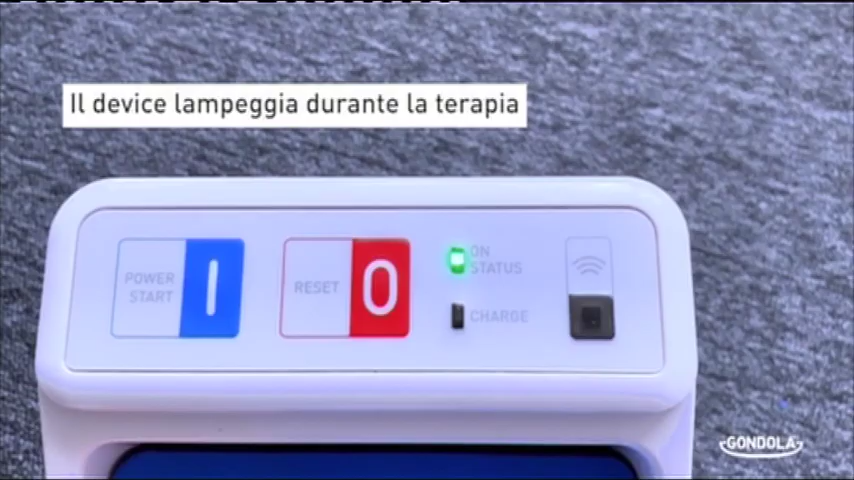 Il device lampeggia durante la terapia
POWER
START
I
RESET
0
ON
STATUS
CHARGE
GONDOLA